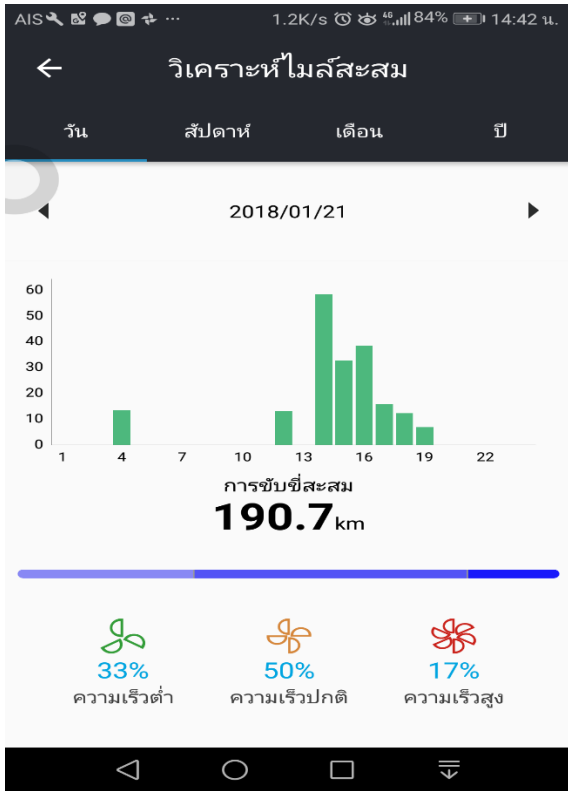 AIS ... 1.2K/s 4G 84% 14:42 น.
วิเคราะห์ไมล์สะสม
วัน สัปดาห์ เดือน ปี
2018/01/21
60
50
40
30
20
10
0
1 4 7 10 13 16 19 22
การขับขี่สะสม
190.7km
33% 50% 17%
ความเร็วต่ำ ความเร็วปกติ ความเร็วสูง